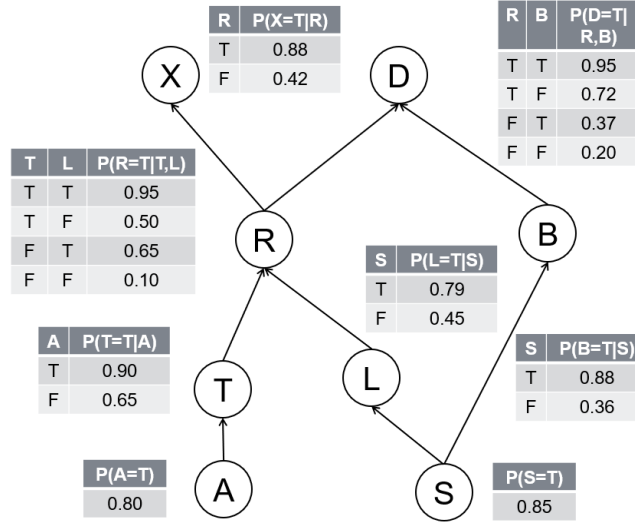 R P(X=T|R)
T 0.88
F 0.42
X
D
R B P(D=T|
R,B)
T T 0.95
T F 0.72
F T 0.37
F F 0.20
T L P(R=T|T,L)
T T 0.95
T F 0.50
F T 0.65
F F 0.10
R
B
S P(L=T|S)
T 0.79
F 0.45
A P(T=T|A)
T 0.90
F 0.65
T
L
S P(B=T|S)
T 0.88
F 0.36
P(A=T)
0.80
A
S
P(S=T)
0.85